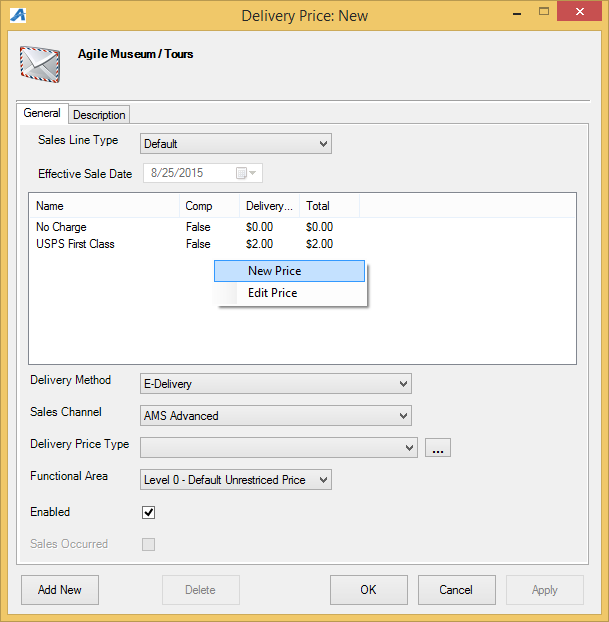 Delivery Price: New
Agile Museum / Tours
General Description
Sales Line Type Default
Effective Sale Date 8/25/2015
Name Comp Delivery... Total
No Charge False $0.00 $0.00
USPS First Class False $2.00 $2.00
New Price
Edit Price
Delivery Method E-Delivery
Sales Channel AMS Advanced
Delivery Price Type ...
Functional Area Level 0 - Default Unrestriced Price
Enabled
Sales Occurred
Add New Delete OK Cancel Apply